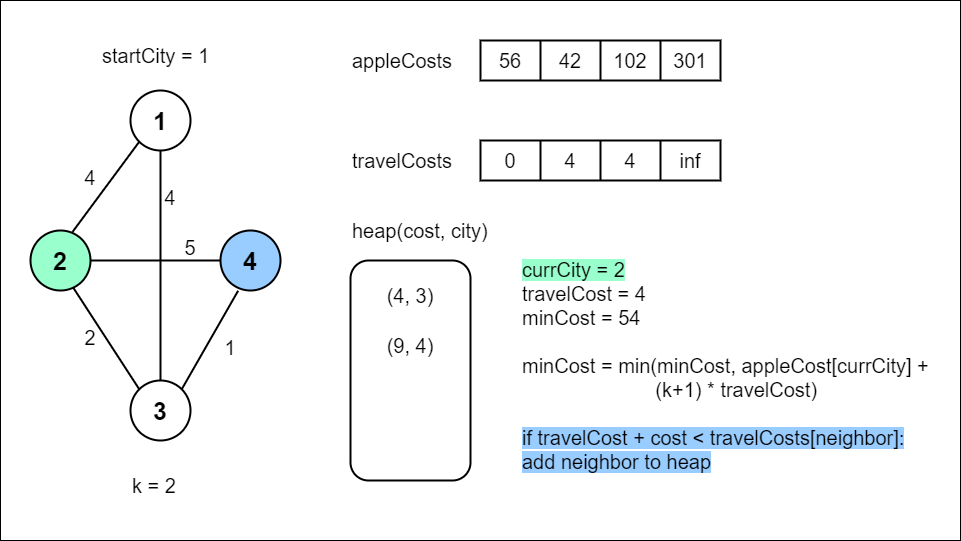 startCity = 1
appleCosts 56 42 102 301
1
travelCosts 0 4 4 inf
4
4
heap(cost, city)
2
5
4
(4, 3)
(9, 4)
currCity = 2
travelCost = 4
minCost = 54
2
1
minCost = min(minCost, appleCost[currCity] +
(k+1) * travelCost)
3
if travelCost + cost < travelCosts[neighbor]:
add neighbor to heap
k = 2